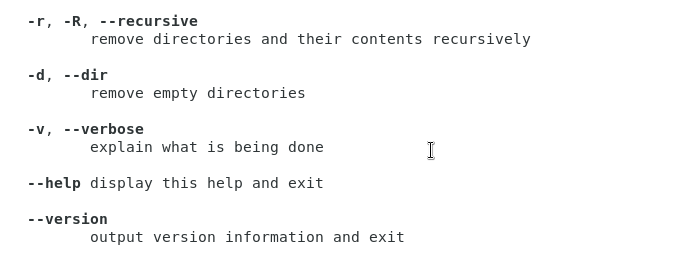 -r, -R, --recursive
remove directories and their contents recursively
-d, --dir
remove empty directories
-v, --verbose
explain what is being done
--help display this help and exit
--version
output version information and exit